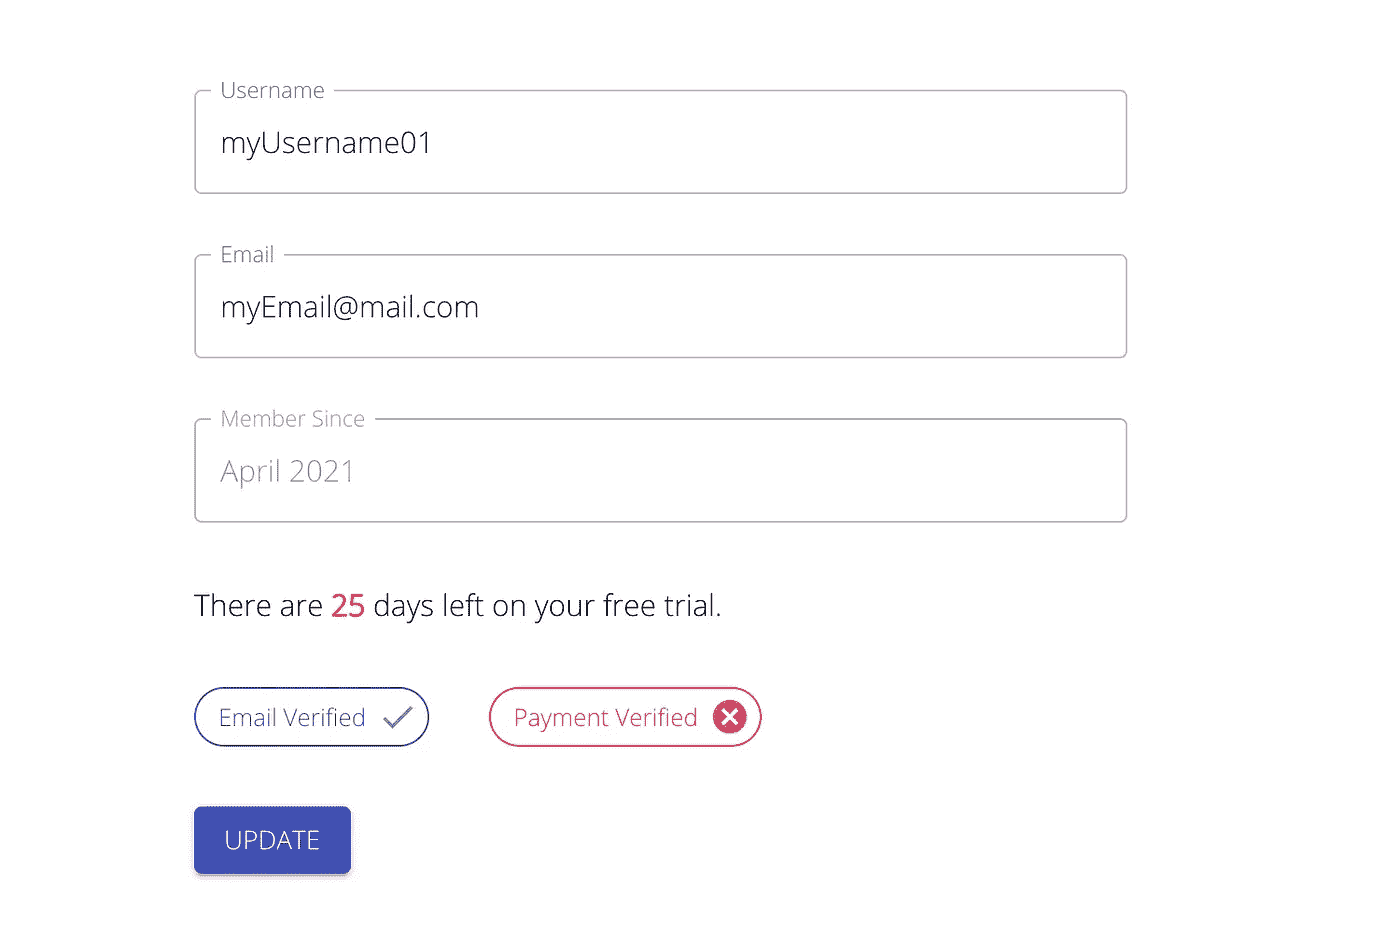 Username
myUsername01
Email
myEmail@mail.com
Member Since
April 2021
There are 25 days left on your free trial.
Email Verified
Payment Verified
UPDATE